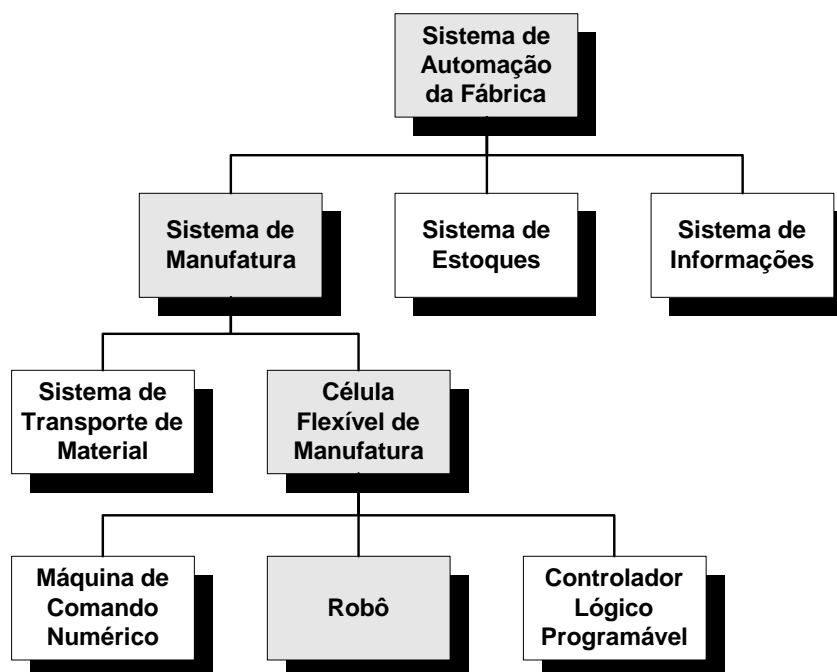 Sistema de
Automação
da Fábrica
Sistema de
Manufatura
Sistema de
Estoques
Sistema de
Informações
Sistema de
Transporte de
Material
Célula
Flexível de
Manufatura
Máquina de
Comando
Numérico
Robô
Controlador
Lógico
Programável